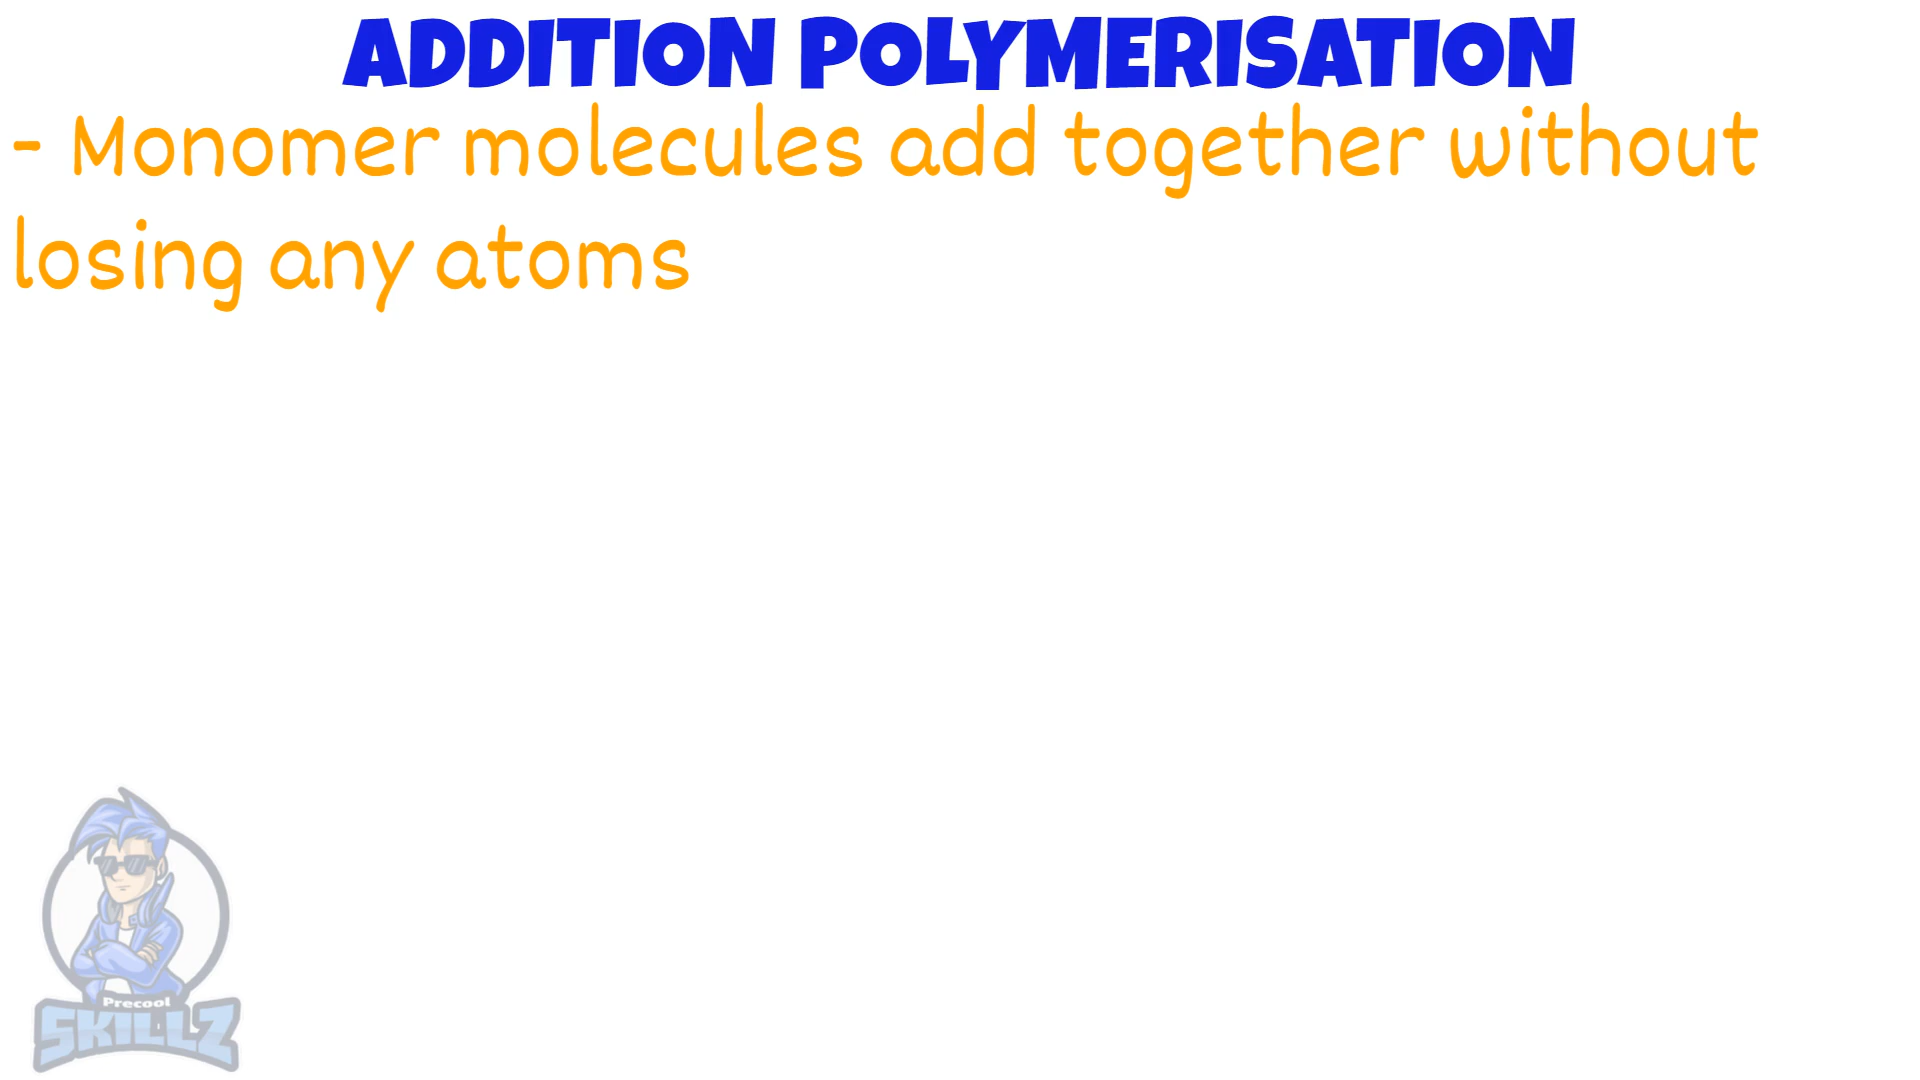 ADDITION POLYMERISATION
- Monomer molecules add together without
losing any atoms
Precool
SKILLZ